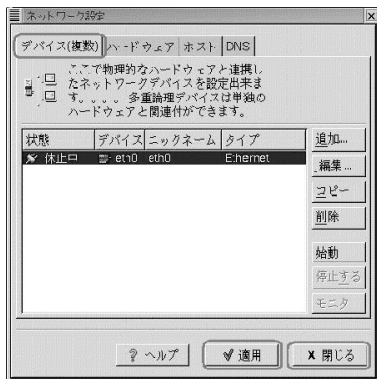 ネットワーク設定
デバイス(複数) ハードウェア ホスト DNS
ここで物理的なハードウェアと連携し
たネットワークデバイスを設定出来ま
す。。。。 多重論理デバイスは単独の
ハードウェアと関連付ができます。
状態 デバイス ニックネーム タイプ
休止中 eth0 eth0 Ethernet
追加...
編集...
コピー
削除
始動
停止する
モニタ
? ヘルプ 適用 X 閉じる